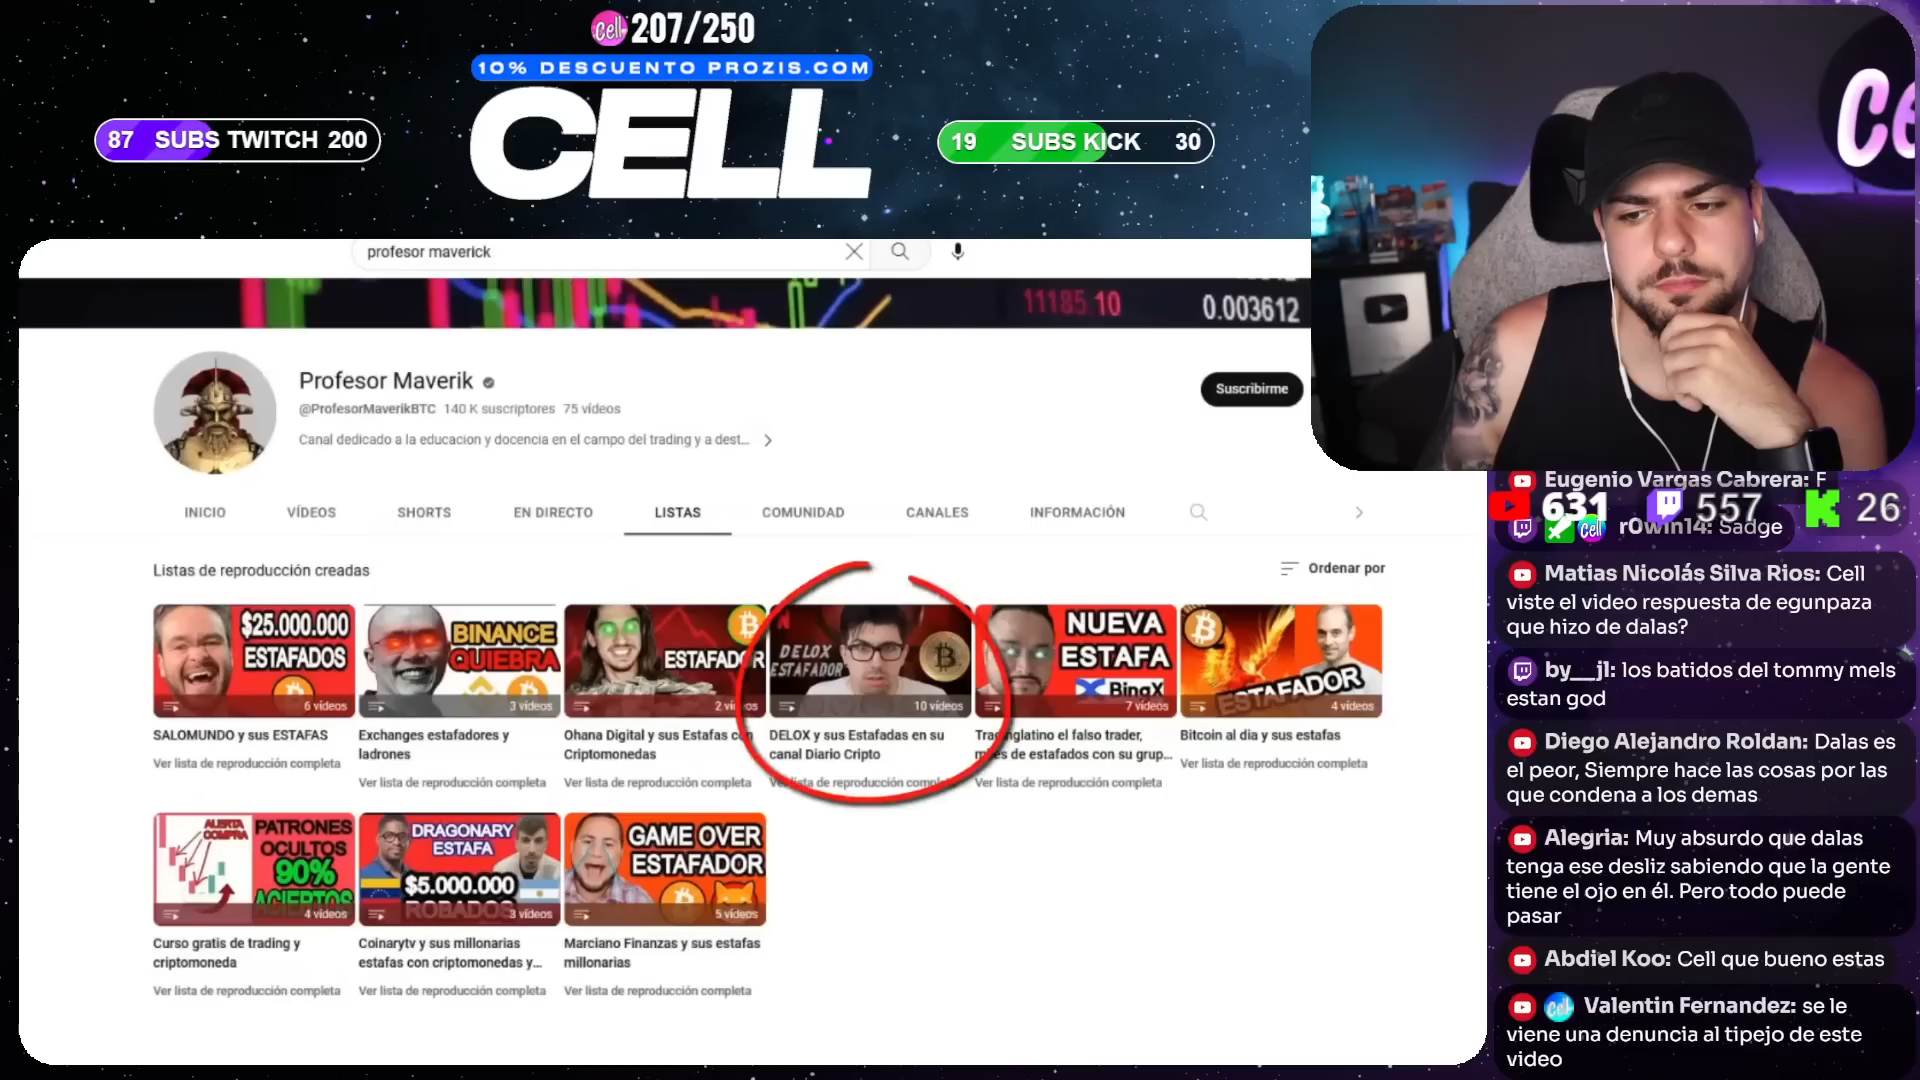 Cell 207/250
10% DESCUENTO PROZIS.COM
CELL
87 SUBS TWITCH 200
19 SUBS KICK 30
Ce
profesor maverick
11185.10
0.003612
Profesor Maverik
@ProfesorMaverikBTC 140 K suscriptores 75 vídeos
Canal dedicado a la educacion y docencia en el campo del trading y a dest...
Suscribirme
INICIO VÍDEOS SHORTS EN DIRECTO LISTAS COMUNIDAD CANALES INFORMACIÓN
Listas de reproducción creadas
Ordenar por
$25.000.000
ESTAFADOS
6 vídeos
SALOMUNDO y sus ESTAFAS
Ver lista de reproducción completa
BINANCE
QUIEBRA
3 vídeos
Exchanges estafadores y
ladrones
Ver lista de reproducción completa
ESTAFADOR
Ohana Digital y sus Estafas con
Criptomonedas
Ver lista de reproducción completa
DELOX
ESTAFADOR
10 vídeos
DELOX y sus Estafadas en su
canal Diario Cripto
NUEVA
ESTAFA
BingX
7 vídeos
el falso trader,
de estafados con su grup...
Ver lista de reproducción completa
ESTAFADOR
4 vídeos
Bitcoin al dia y sus estafas
Ver lista de reproducción completa
ALERTA
COMPRA
PATRONES
OCULTOS
90%
ACIERTOS
4 vídeos
Curso gratis de trading y
criptomoneda
Ver lista de reproducción completa
DRAGONARY
ESTAFA
$5.000.000
ROBADOS
3 vídeos
Coinarytv y sus millonarias
estafas con criptomonedas y...
Ver lista de reproducción completa
GAME OVER
ESTAFADOR
5 vídeos
Marciano Finanzas y sus estafas
millonarias
Ver lista de reproducción completa
Eugenio Vargas Cabrera: F
631 557 26
Cell r0win14: Sadge
Matias Nicolás Silva Rios: Cell
viste el video respuesta de egunpaza
que hizo de dalas?
by__jl: los batidos del tommy mels
estan god
Diego Alejandro Roldan: Dalas es
el peor, Siempre hace las cosas por las
que condena a los demas
Alegria: Muy absurdo que dalas
tenga ese desliz sabiendo que la gente
tiene el ojo en él. Pero todo puede
pasar
Abdiel Koo: Cell que bueno estas
Cell Valentin Fernandez: se le
viene una denuncia al tipejo de este
video